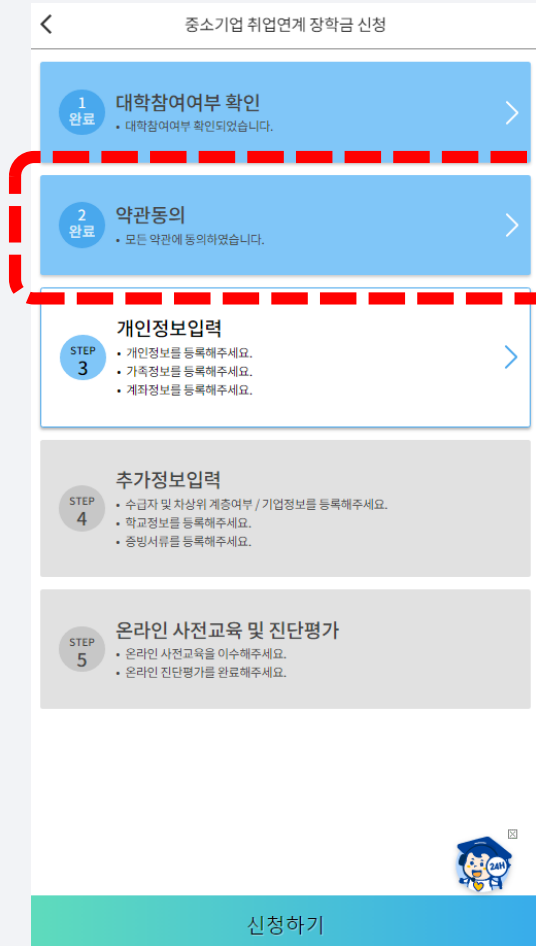 중소기업 취업연계 장학금 신청
1
완료
대학참여여부 확인
• 대학참여여부 확인되었습니다.
2
완료
약관동의
• 모든 약관에 동의하였습니다.
STEP
3
개인정보입력
• 개인정보를 등록해주세요.
• 가족정보를 등록해주세요.
• 계좌정보를 등록해주세요.
STEP
4
추가정보입력
• 수급자 및 차상위 계층여부 / 기업정보를 등록해주세요.
• 학교정보를 등록해주세요.
• 증빙서류를 등록해주세요.
STEP
5
온라인 사전교육 및 진단평가
• 온라인 사전교육을 이수해주세요.
• 온라인 진단평가를 완료해주세요.
24H
신청하기